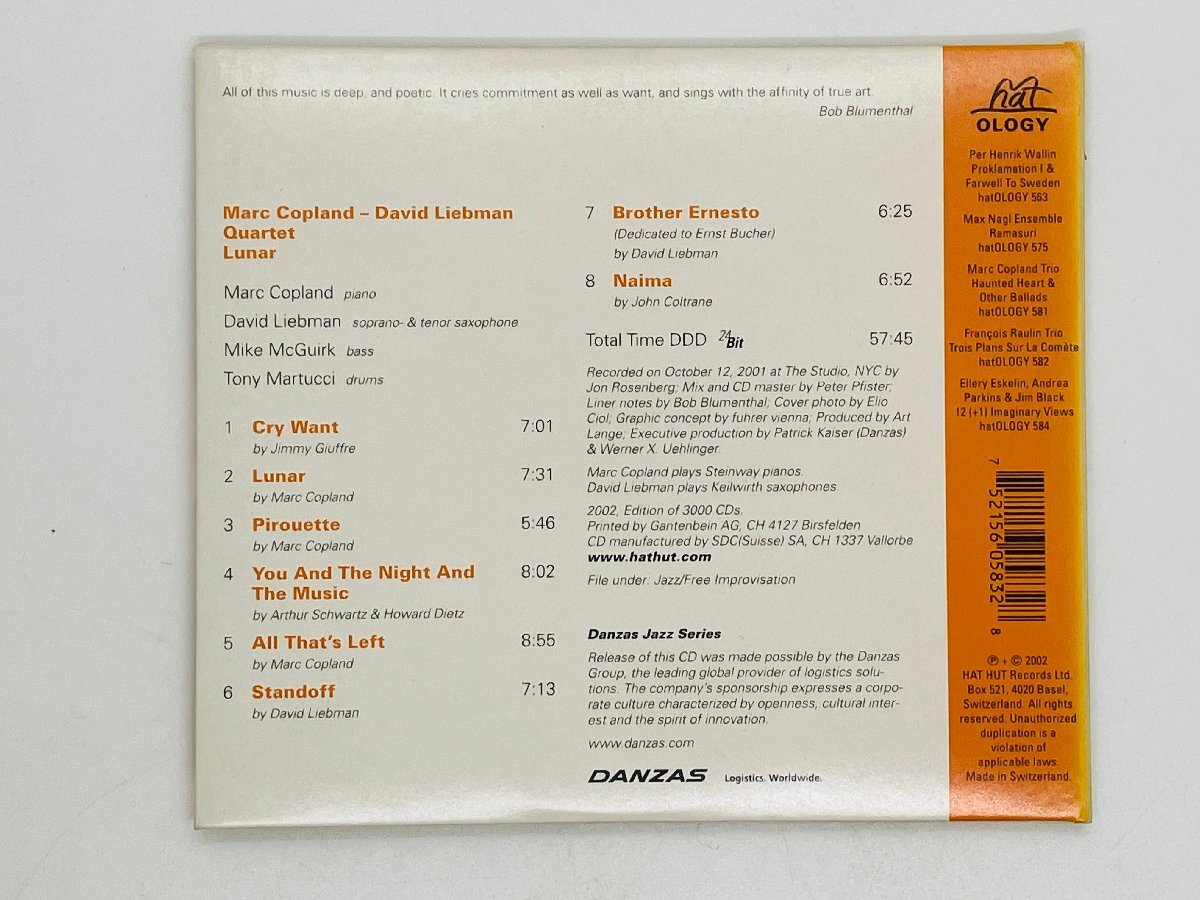 All of this music is deep, and poetic. It cries commitment as well as want, and sings with the affinity of true art.
Bob Blumenthal
Marc Copland – David Liebman
Quartet
Lunar
Marc Copland piano
David Liebman soprano- & tenor saxophone
Mike McGuirk bass
Tony Martucci drums
1 Cry Want 7:01
by Jimmy Giuffre
2 Lunar 7:31
by Marc Copland
3 Pirouette 5:46
by Marc Copland
4 You And The Night And 8:02
The Music
by Arthur Schwartz & Howard Dietz
5 All That's Left 8:55
by Marc Copland
6 Standoff 7:13
by David Liebman
7 Brother Ernesto 6:25
(Dedicated to Ernst Bucher)
by David Liebman
8 Naima 6:52
by John Coltrane
Total Time DDD 24 Bit 57:45
Recorded on October 12, 2001 at The Studio, NYC by
Jon Rosenberg; Mix and CD master by Peter Pfister;
Liner notes by Bob Blumenthal; Cover photo by Elio
Ciol; Graphic concept by fuhrer vienna; Produced by Art
Lange; Executive production by Patrick Kaiser (Danzas)
& Werner X. Uehlinger.
Marc Copland plays Steinway pianos.
David Liebman plays Keilwirth saxophones.
2002, Edition of 3000 CDs.
Printed by Gantenbein AG, CH 4127 Birsfelden
CD manufactured by SDC(Suisse) SA, CH 1337 Vallorbe
www.hathut.com
File under: Jazz/Free Improvisation
Danzas Jazz Series
Release of this CD was made possible by the Danzas
Group, the leading global provider of logistics solu-
tions. The company's sponsorship expresses a corpo-
rate culture characterized by openness, cultural inter-
est and the spirit of innovation.
www.danzas.com
DANZAS Logistics. Worldwide.
hat
OLOGY
Per Henrik Wallin
Proklamation I &
Farwell To Sweden
hatOLOGY 563
Max Nagl Ensemble
Ramasuri
hatOLOGY 575
Marc Copland Trio
Haunted Heart &
Other Ballads
hatOLOGY 581
François Raulin Trio
Trois Plans Sur La Comète
hatOLOGY 582
Ellery Eskelin, Andrea
Parkins & Jim Black
12 (+1) Imaginary Views
hatOLOGY 584
7 52156 05832 8
℗ + © 2002
HAT HUT Records Ltd.
Box 521, 4020 Basel,
Switzerland. All rights
reserved. Unauthorized
duplication is a
violation of
applicable laws.
Made in Switzerland.